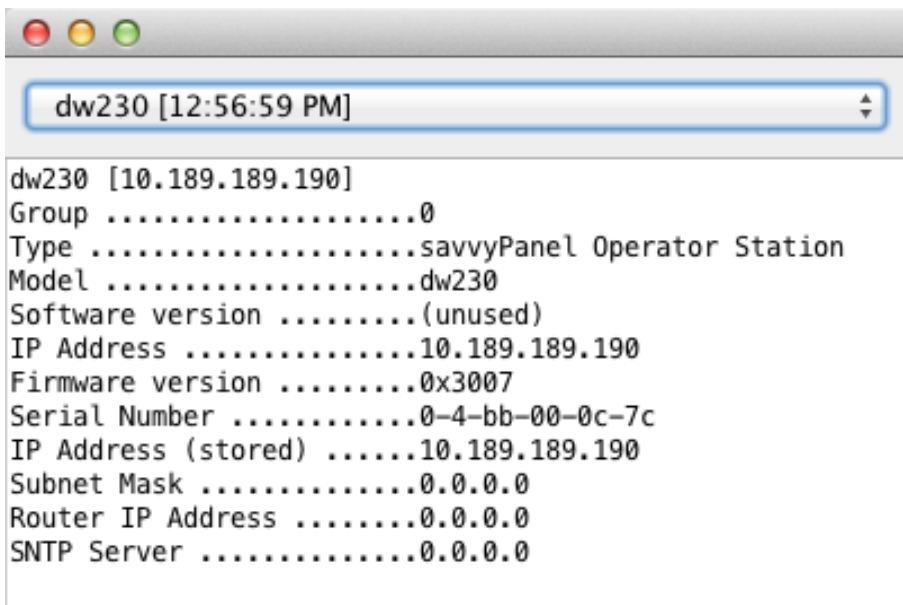 dw230 [12:56:59 PM]
dw230 [10.189.189.190]
Group ....................0
Type .....................savvyPanel Operator Station
Model ....................dw230
Software version .........(unused)
IP Address ...............10.189.189.190
Firmware version .........0x3007
Serial Number ............0-4-bb-00-0c-7c
IP Address (stored) ......10.189.189.190
Subnet Mask ..............0.0.0.0
Router IP Address ........0.0.0.0
SNTP Server ..............0.0.0.0